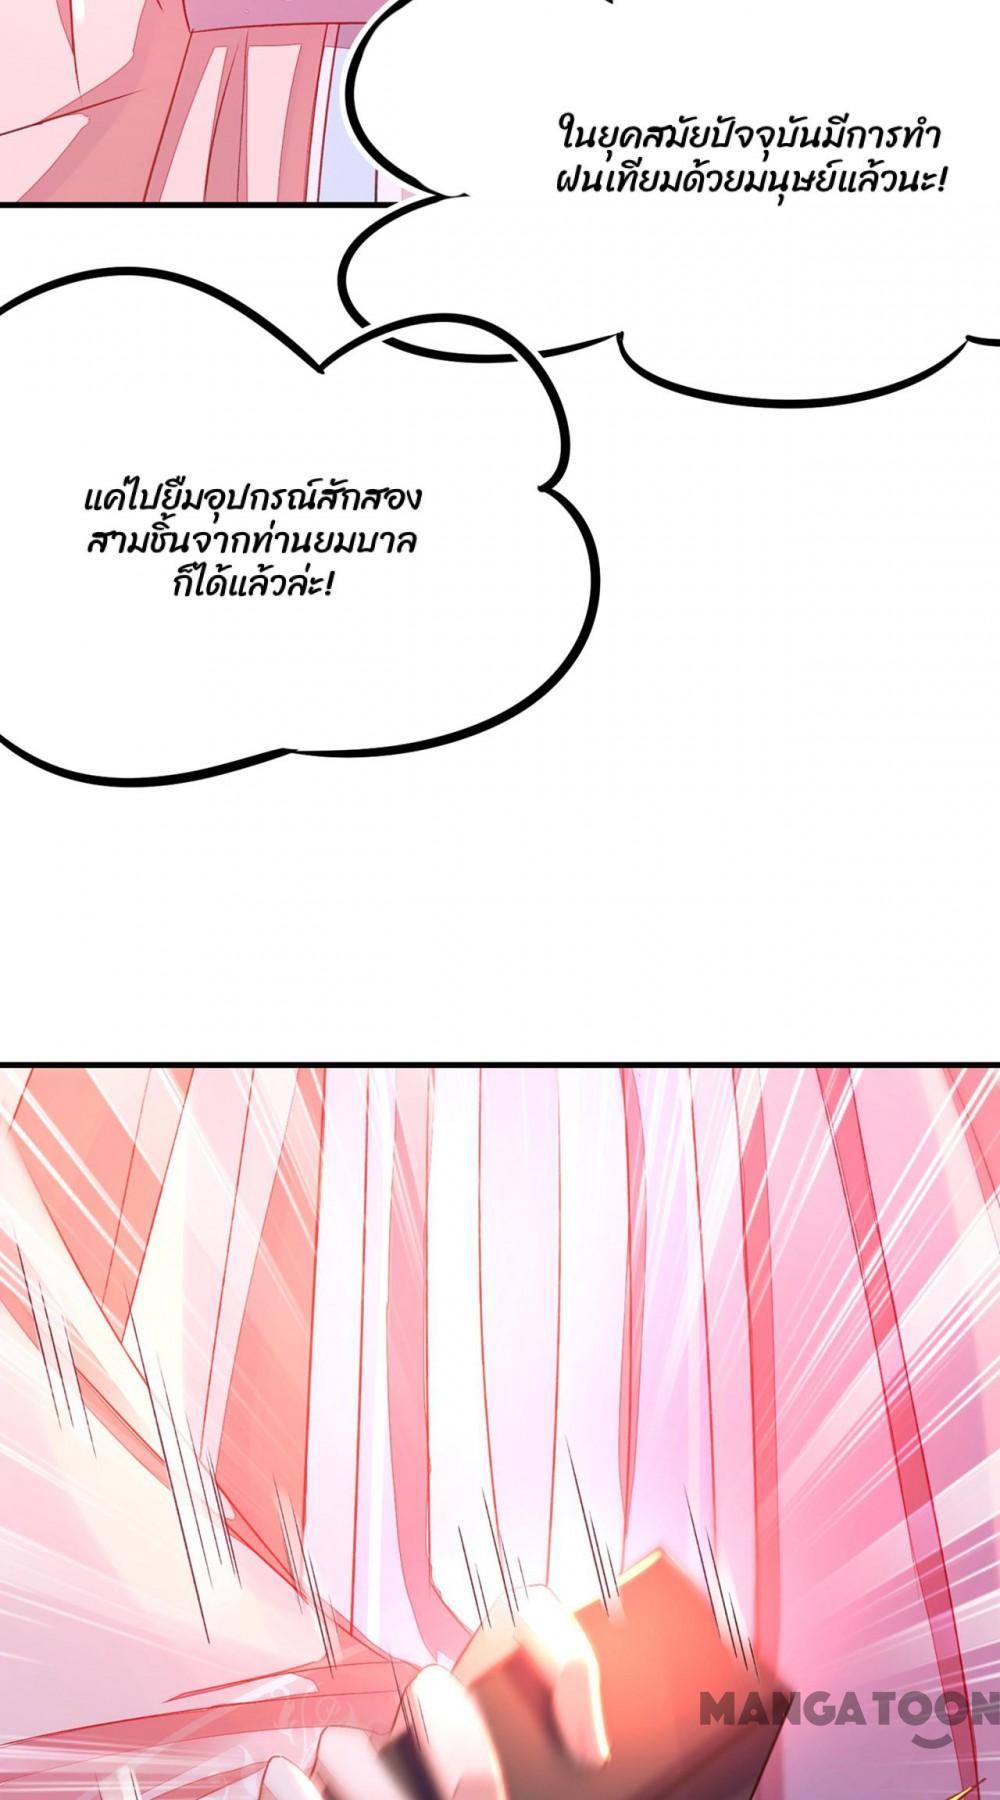 ในยุคสมัยปัจจุบันมีการทำ
ฝนเทียมด้วยมนุษย์แล้วนะ!
แค่ไปยืมอุปกรณ์สักสอง
สามชิ้นจากท่านยมบาล
ก็ได้แล้วล่ะ!
MANGATOON